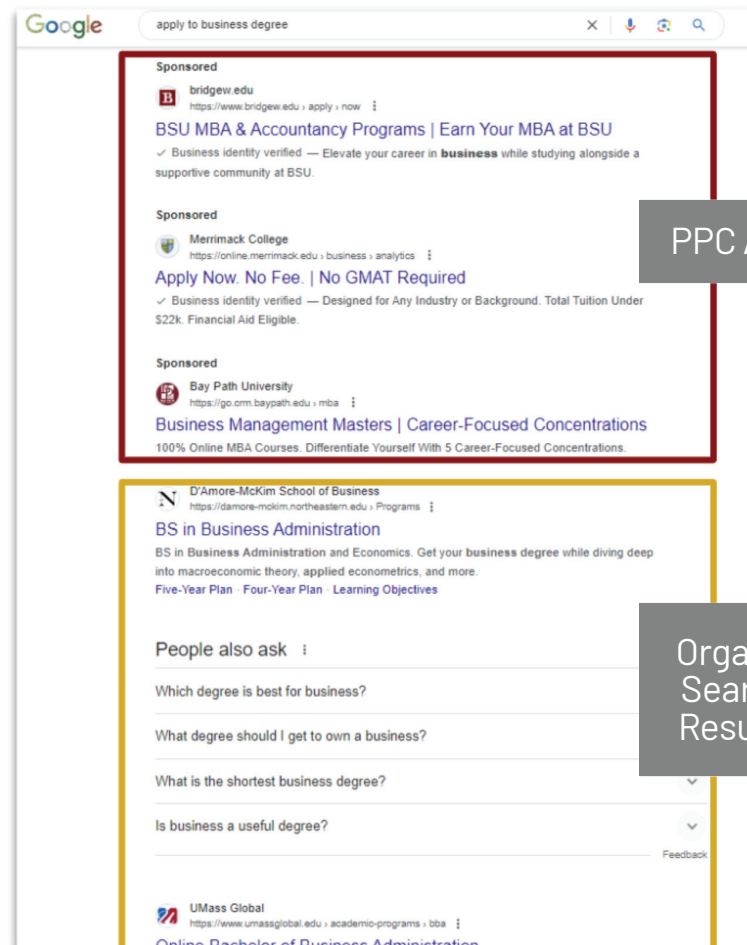 Google
apply to business degree
Sponsored
bridgew.edu
https://www.bridgew.edu › apply › now
BSU MBA & Accountancy Programs | Earn Your MBA at BSU
✓ Business identity verified — Elevate your career in business while studying alongside a
supportive community at BSU.
Sponsored
Merrimack College
https://online.merrimack.edu › business › analytics
Apply Now. No Fee. | No GMAT Required
✓ Business identity verified — Designed for Any Industry or Background. Total Tuition Under
$22k. Financial Aid Eligible.
PPC
Sponsored
Bay Path University
https://go.crm.baypath.edu › mba
Business Management Masters | Career-Focused Concentrations
100% Online MBA Courses. Differentiate Yourself With 5 Career-Focused Concentrations.
D'Amore-McKim School of Business
https://damore-mckim.northeastern.edu › Programs
BS in Business Administration
BS in Business Administration and Economics. Get your business degree while diving deep
into macroeconomic theory, applied econometrics, and more.
Five-Year Plan · Four-Year Plan · Learning Objectives
People also ask
Which degree is best for business?
What degree should I get to own a business?
What is the shortest business degree?
Is business a useful degree?
Orga
Sear
Resu
Feedback
UMass Global
https://www.umassglobal.edu › academic-programs › bba
Online Bachelor of Business Administration